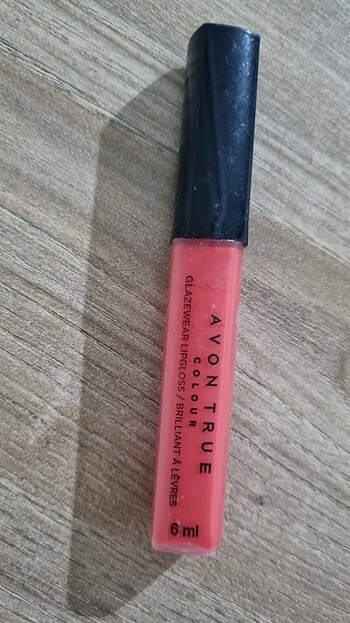 AVON TRUE
COLOUR
GLAZEWEAR LIPGLOSS / BRILLIANT À LÈVRES
6 ml